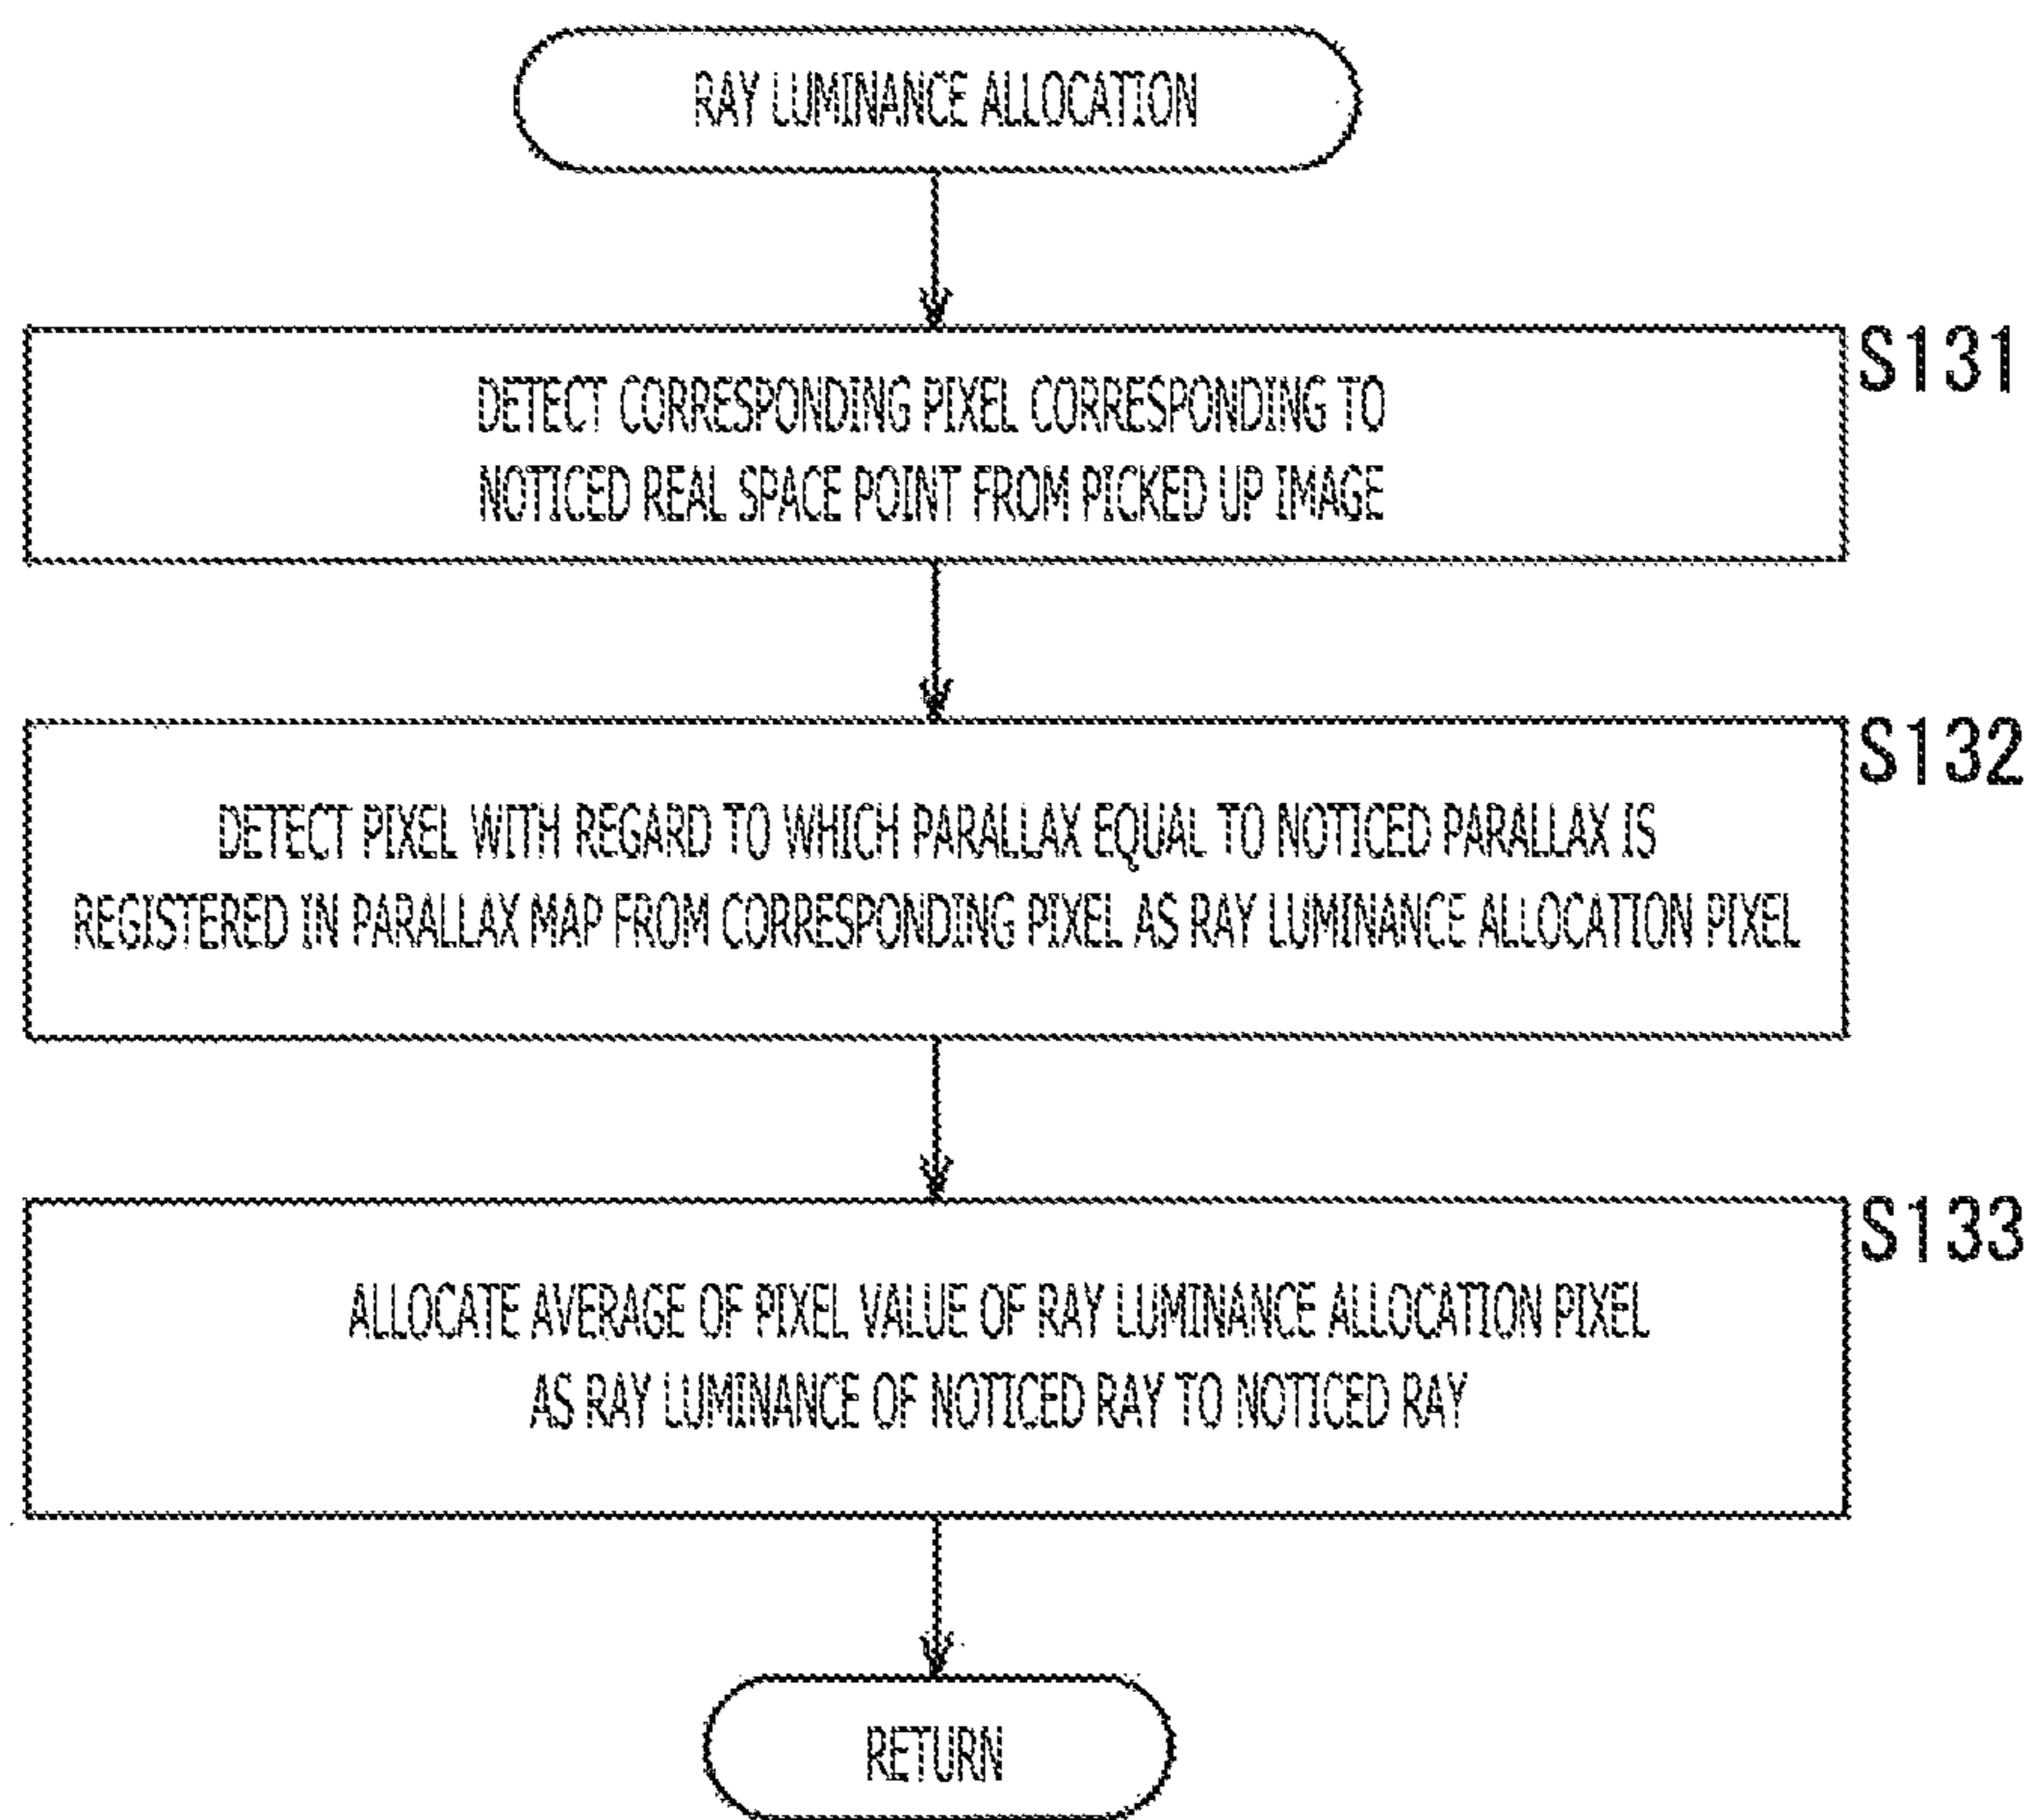 RAY LUMINANCE ALLOCATION
S131
DETECT CORRESPONDING PIXEL CORRESPONDING TO
NOTICED REAL SPACE POINT FROM PICKED UP IMAGE
S132
DETECT PIXEL WITH REGARD TO WHICH PARALLAX EQUAL TO NOTICED PARALLAX IS
REGISTERED IN PARALLAX MAP FROM CORRESPONDING PIXEL AS RAY LUMINANCE ALLOCATION PIXEL
S133
ALLOCATE AVERAGE OF PIXEL VALUE OF RAY LUMINANCE ALLOCATION PIXEL
AS RAY LUMINANCE OF NOTICED RAY TO NOTICED RAY
RETURN